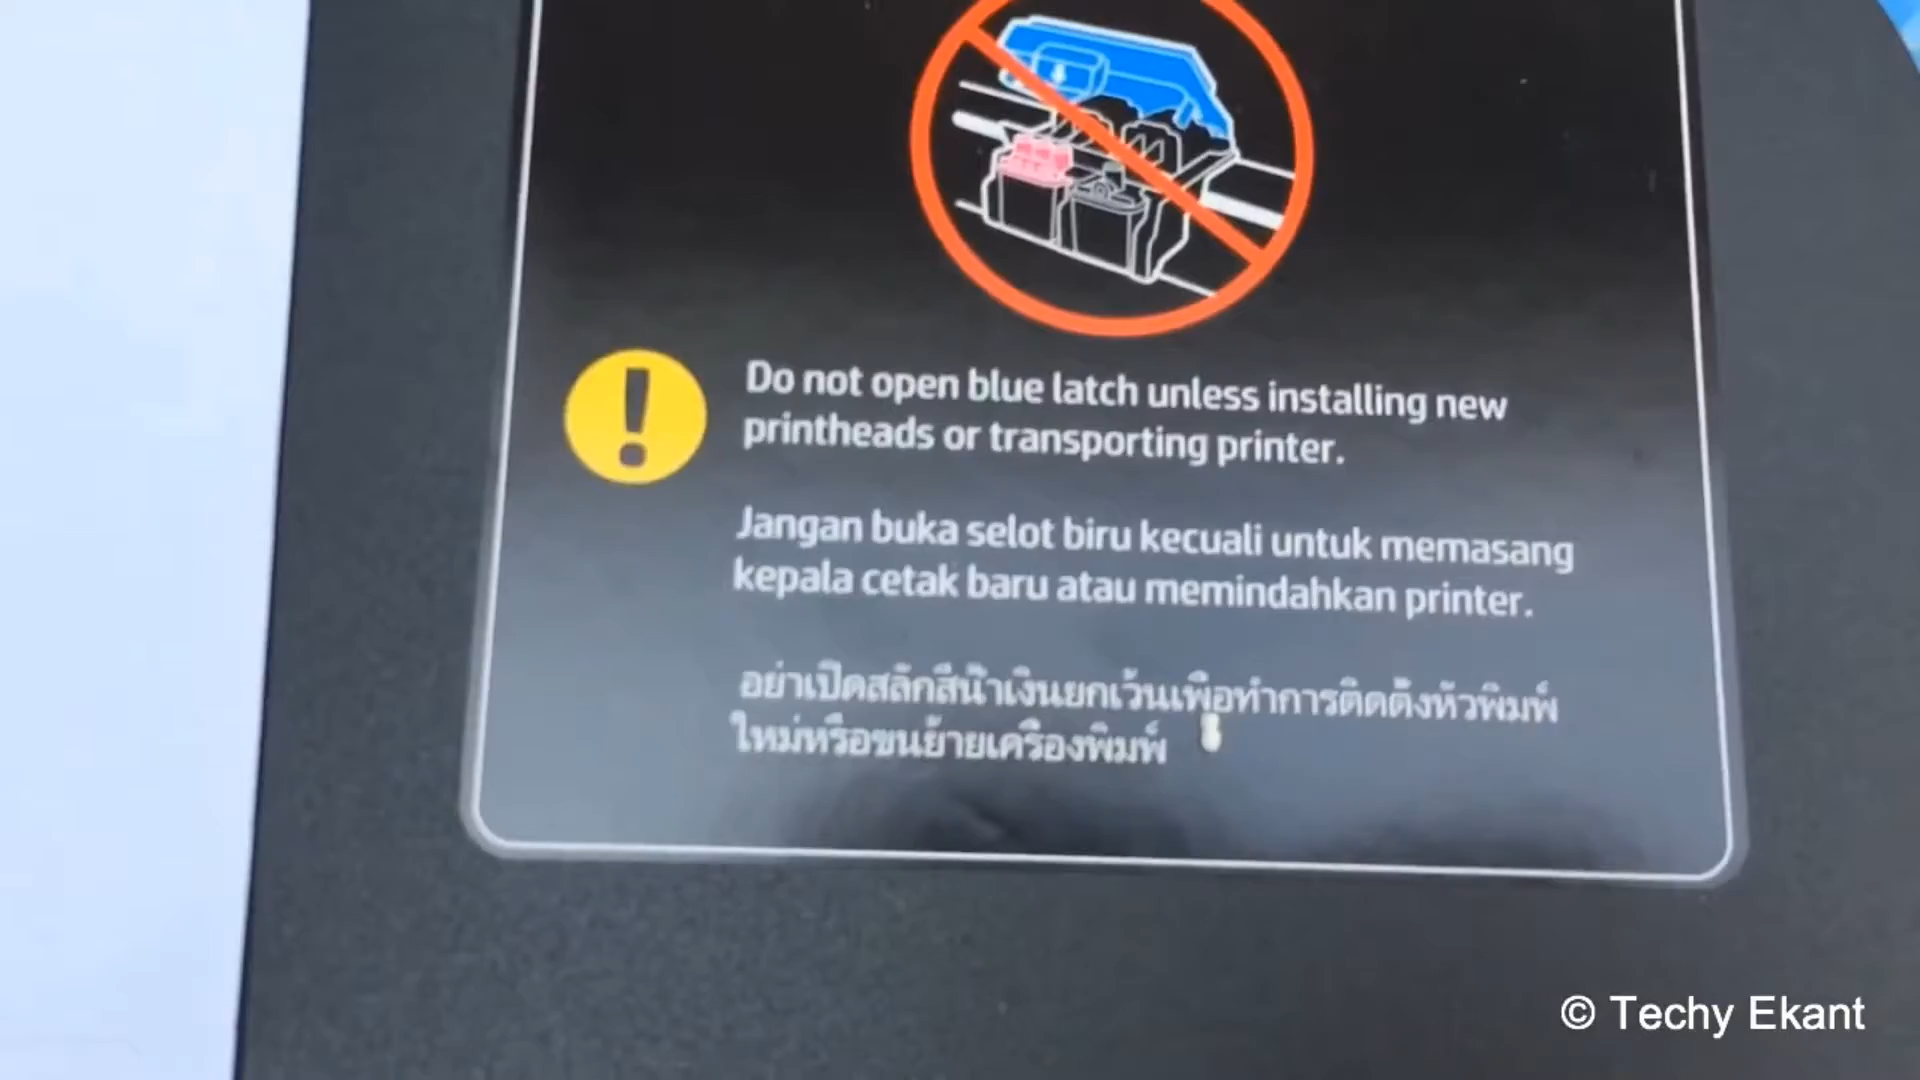 Do not open blue latch unless installing new
printheads or transporting printer.
Jangan buka selot biru kecuali untuk memasang
kepala cetak baru atau memindahkan printer.
อย่าเปิดสลักสีน้ำเงินยกเว้นเพื่อทำการติดตั้งหัวพิมพ์
ใหม่หรือขนย้ายเครื่องพิมพ์
© Techy Ekant